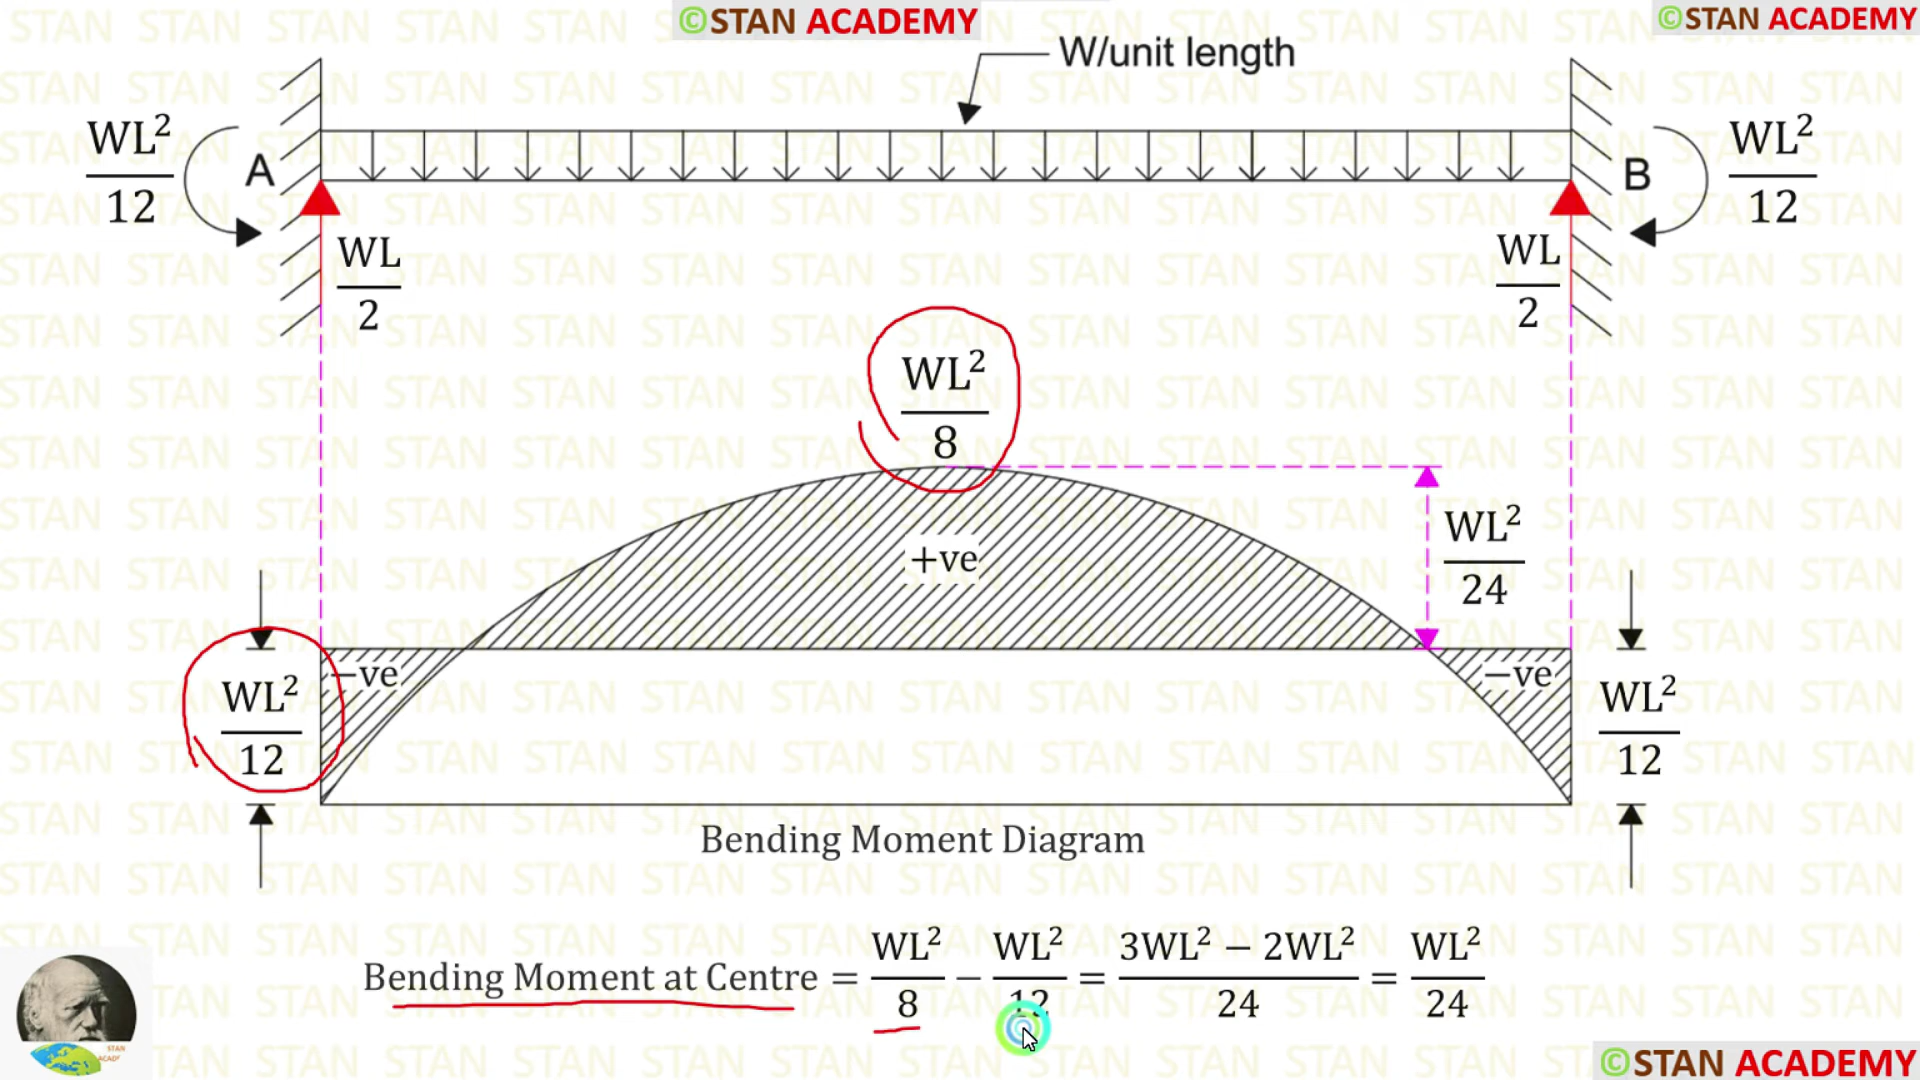 ©STAN ACADEMY
©STAN ACADEMY
W/unit length
WL²
12
A
B
WL²
12
WL
2
WL
2
WL²
8
WL²
24
+ve
−ve
−ve
WL²
12
WL²
12
Bending Moment Diagram
Bending Moment at Centre = WL²/8 − WL²/12 = 3WL² − 2WL²/24 = WL²/24
STAN
ACADEMY
©STAN ACADEMY